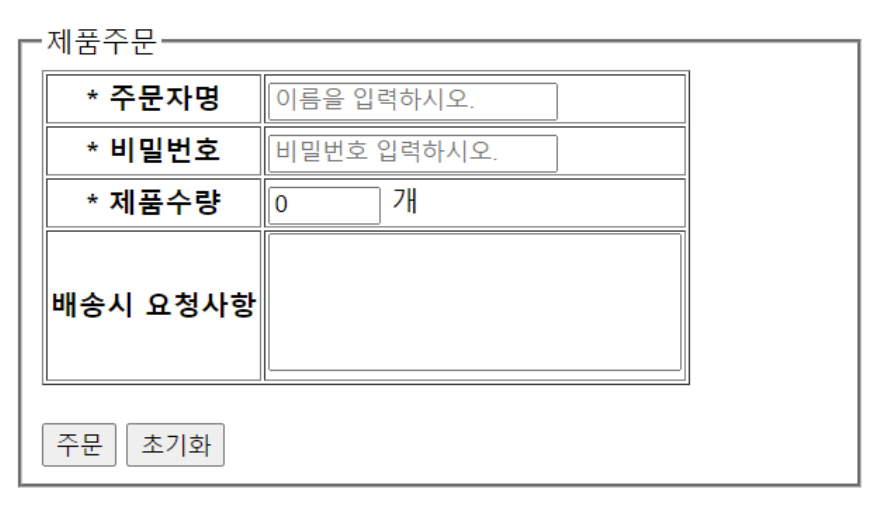 제품주문
* 주문자명 이름을 입력하시오.
* 비밀번호 비밀번호 입력하시오.
* 제품수량 0 개
배송시 요청사항
주문 초기화